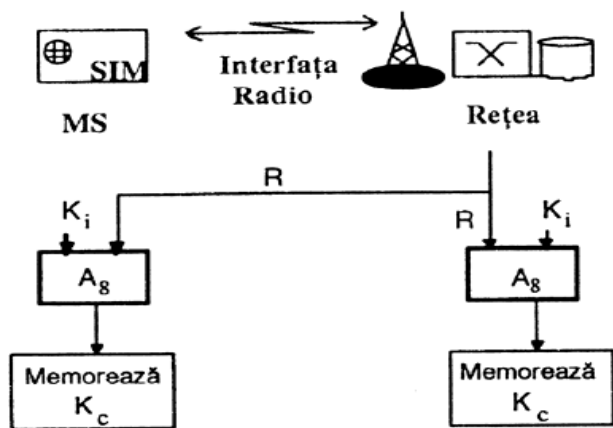 SIM
Interfața
Radio
MS
Rețea
R
K i
R
K i
A 8
A 8
Memorează
K c
Memorează
K c